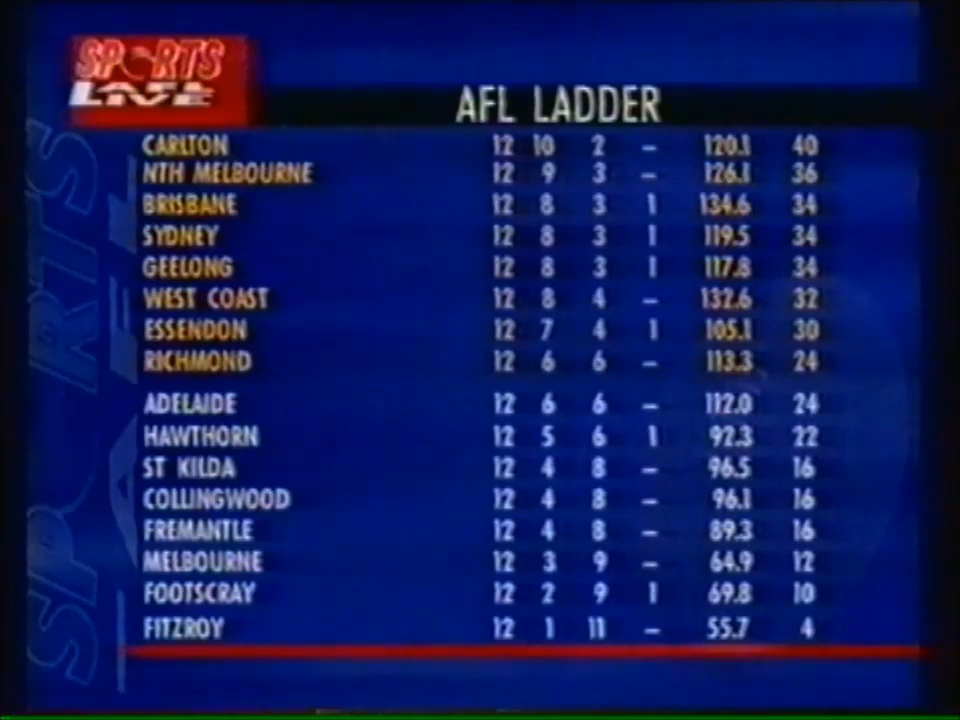 SPORTS
LIVE
AFL LADDER
CARLTON 12 10 2 – 120.1 40
NTH MELBOURNE 12 9 3 – 126.1 36
BRISBANE 12 8 3 1 134.6 34
SYDNEY 12 8 3 1 119.5 34
GEELONG 12 8 3 1 117.8 34
WEST COAST 12 8 4 – 132.6 32
ESSENDON 12 7 4 1 105.1 30
RICHMOND 12 6 6 – 113.3 24
ADELAIDE 12 6 6 – 112.0 24
HAWTHORN 12 5 6 1 92.3 22
ST KILDA 12 4 8 – 96.5 16
COLLINGWOOD 12 4 8 – 96.1 16
FREMANTLE 12 4 8 – 89.3 16
MELBOURNE 12 3 9 – 64.9 12
FOOTSCRAY 12 2 9 1 69.8 10
FITZROY 12 1 11 – 55.7 4
SPORTS